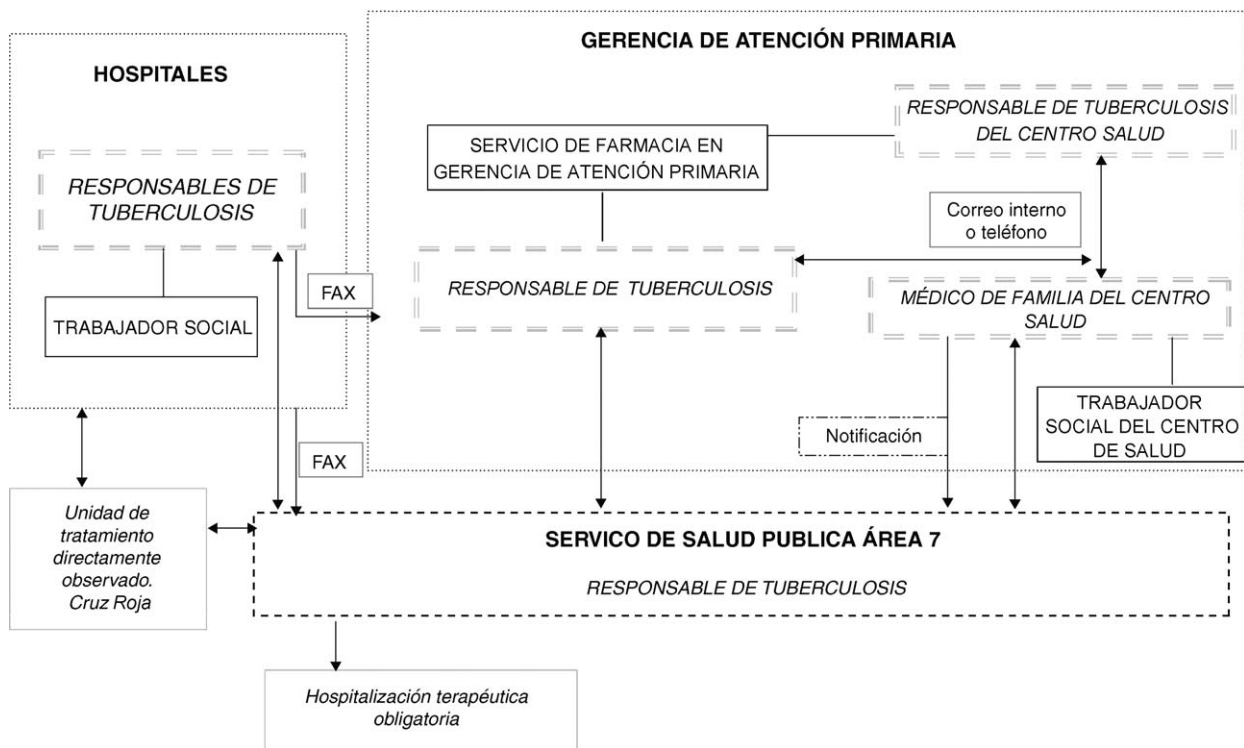 HOSPITALES
RESPONSABLES DE
TUBERCULOSIS
TRABAJADOR SOCIAL
FAX
FAX
GERENCIA DE ATENCIÓN PRIMARIA
SERVICIO DE FARMACIA EN
GERENCIA DE ATENCIÓN PRIMARIA
RESPONSABLE DE TUBERCULOSIS
DEL CENTRO SALUD
Correo interno
o teléfono
RESPONSABLE DE TUBERCULOSIS
MÉDICO DE FAMILIA DEL CENTRO
SALUD
Notificación
TRABAJADOR
SOCIAL DEL CENTRO
DE SALUD
Unidad de
tratamiento
directamente
observado.
Cruz Roja
SERVICO DE SALUD PUBLICA ÁREA 7
RESPONSABLE DE TUBERCULOSIS
Hospitalización terapéutica
obligatoria